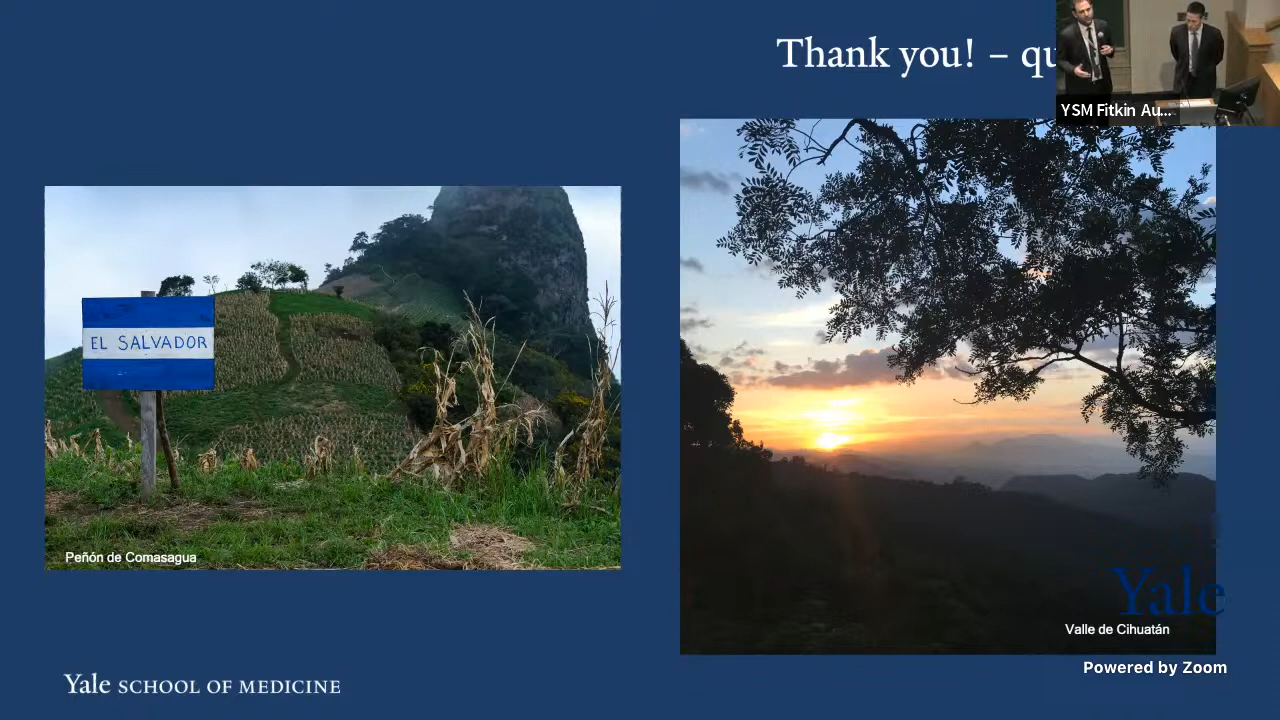 Thank you! – qu
YSM Fitkin Au...
EL SALVADOR
Peñón de Comasagua
Yale
Valle de Cihuatán
Powered by Zoom
Yale SCHOOL OF MEDICINE